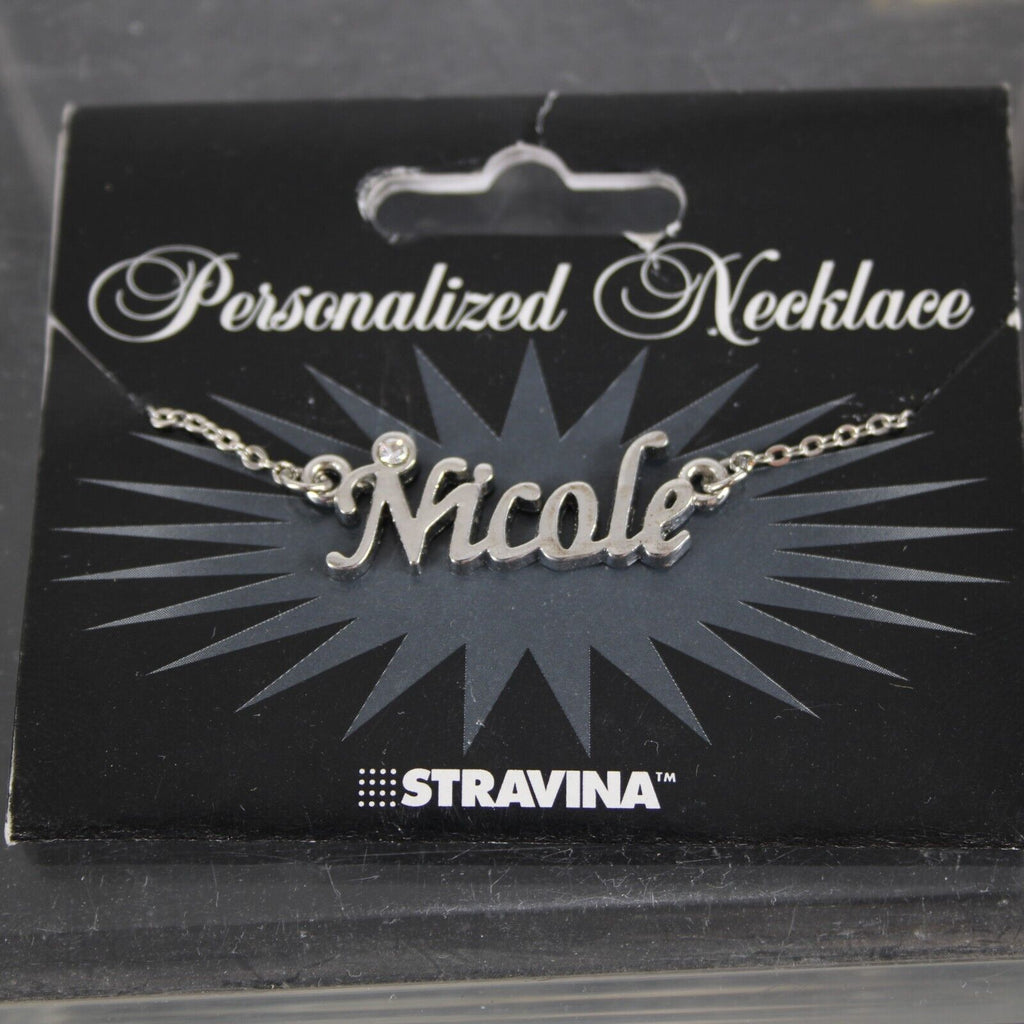 Personalized Necklace
Nicole
STRAVINA™